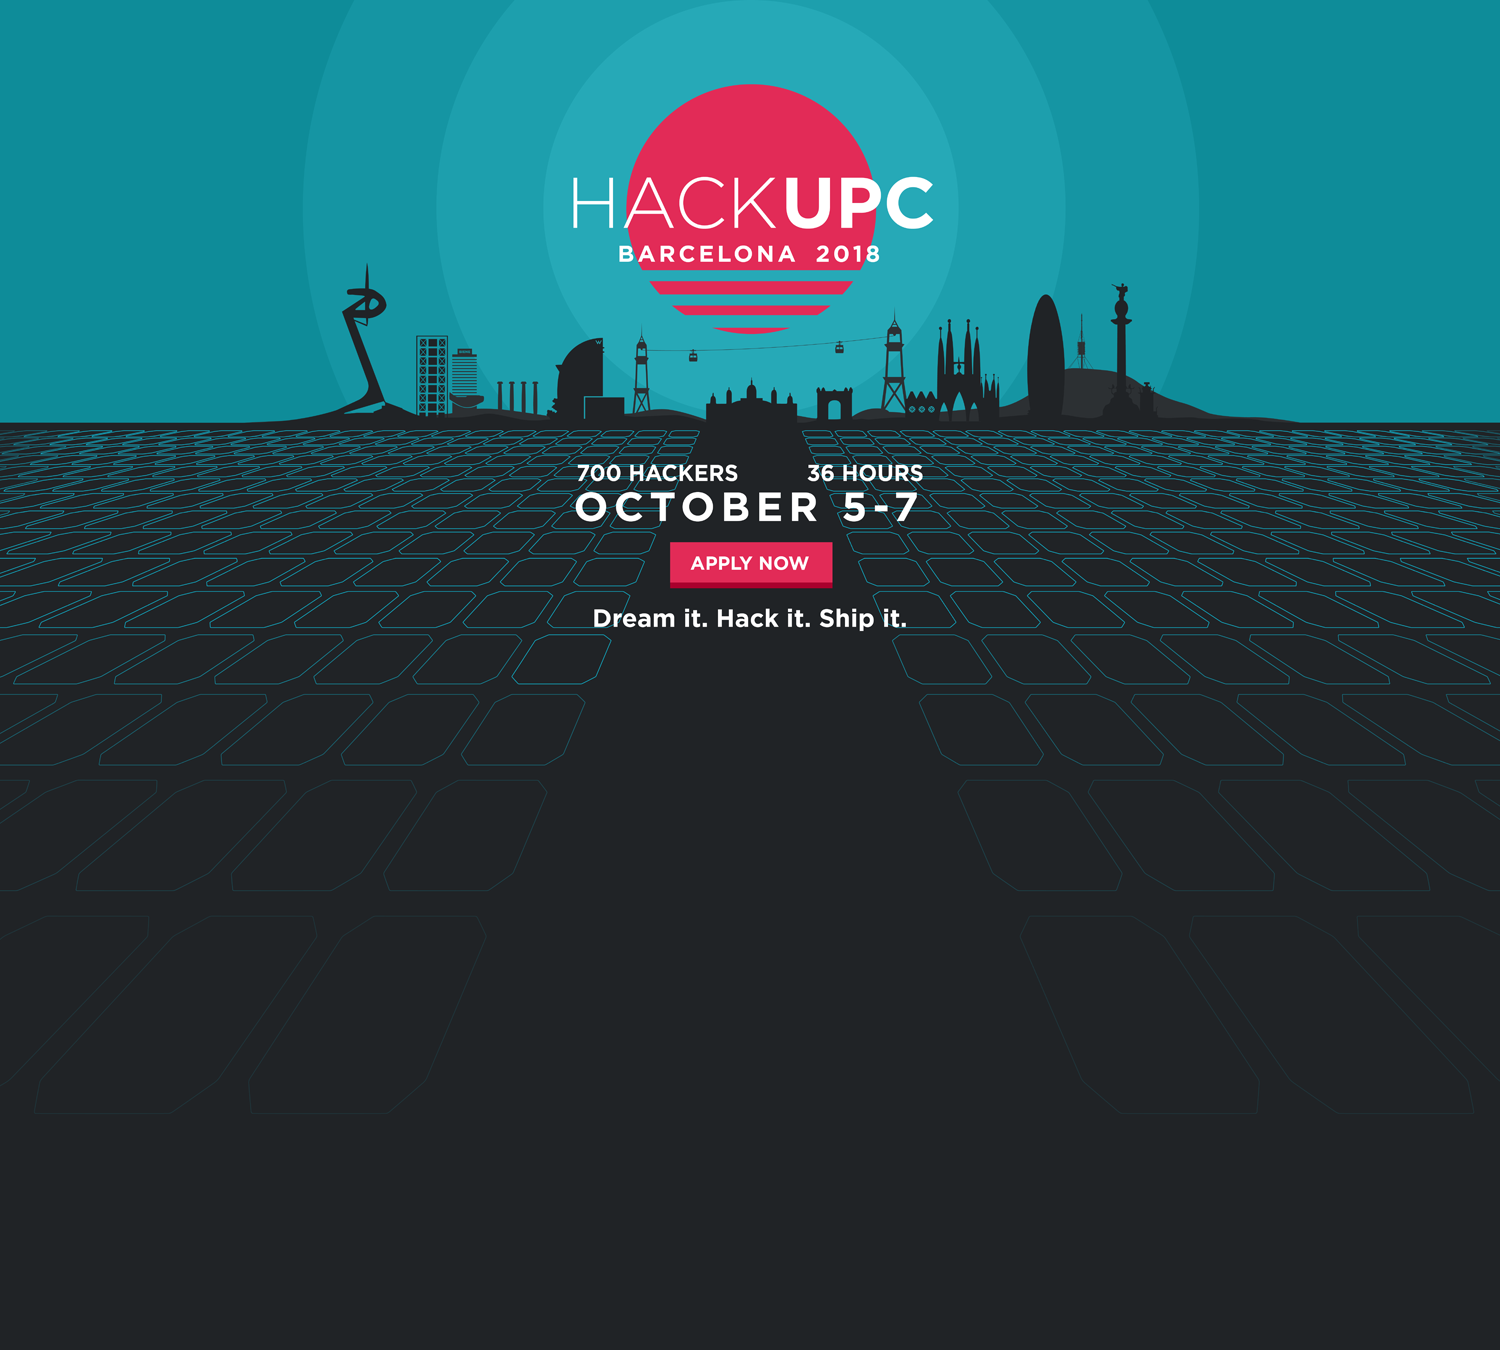 HACKUPC
BARCELONA 2018
700 HACKERS 36 HOURS
OCTOBER 5-7
APPLY NOW
Dream it. Hack it. Ship it.